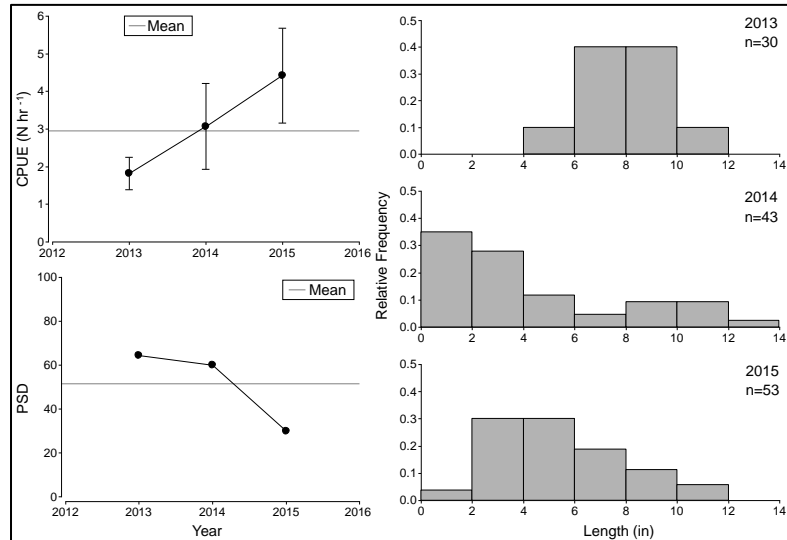 Mean
CPUE (N hr⁻¹)
6
5
4
3
2
1
0
2012 2013 2014 2015 2016
Mean
PSD
100
80
60
40
20
0
2012 2013 2014 2015 2016
Year
2013
n=30
0.5
0.4
0.3
0.2
0.1
0.0
0 2 4 6 8 10 12 14
Relative Frequency
2014
n=43
0.5
0.4
0.3
0.2
0.1
0.0
0 2 4 6 8 10 12 14
2015
n=53
0.5
0.4
0.3
0.2
0.1
0.0
0 2 4 6 8 10 12 14
Length (in)